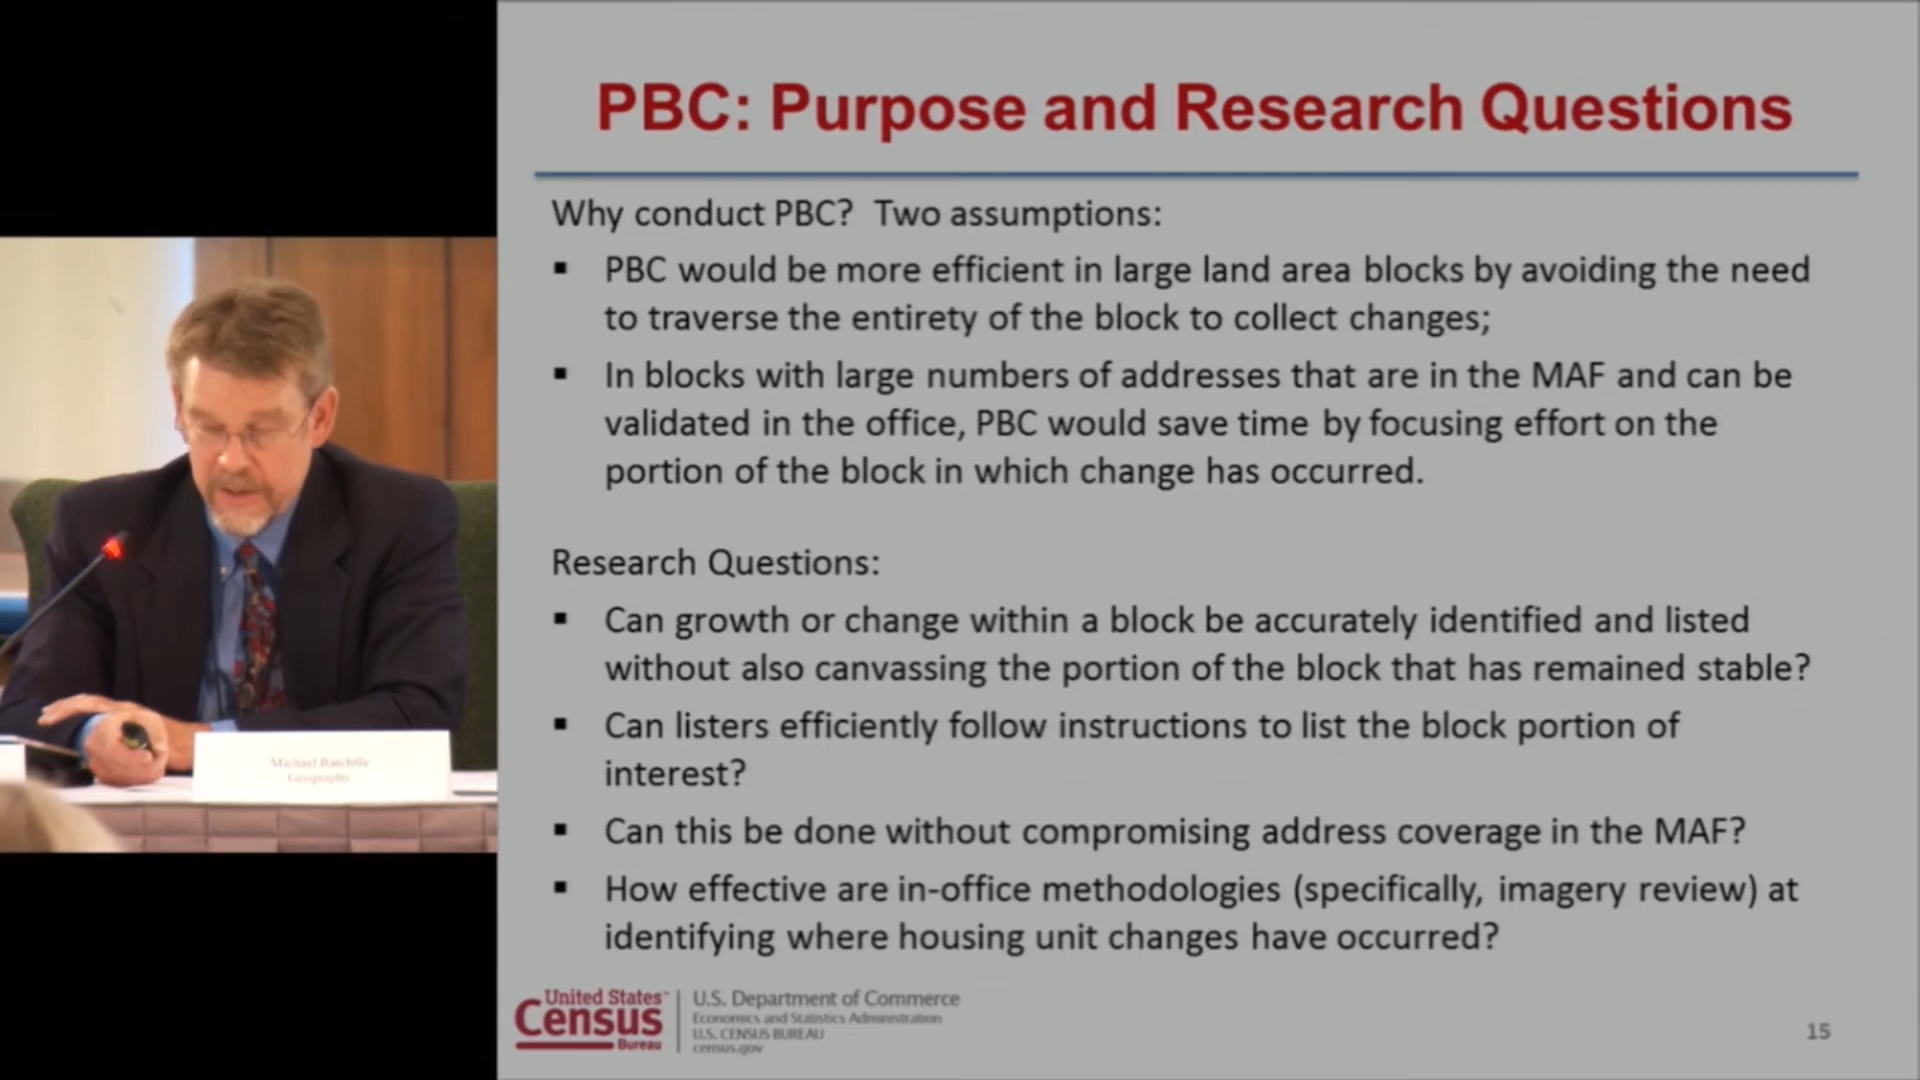 PBC: Purpose and Research Questions
Why conduct PBC? Two assumptions:
▪ PBC would be more efficient in large land area blocks by avoiding the need
to traverse the entirety of the block to collect changes;
▪ In blocks with large numbers of addresses that are in the MAF and can be
validated in the office, PBC would save time by focusing effort on the
portion of the block in which change has occurred.
Research Questions:
▪ Can growth or change within a block be accurately identified and listed
without also canvassing the portion of the block that has remained stable?
▪ Can listers efficiently follow instructions to list the block portion of
interest?
▪ Can this be done without compromising address coverage in the MAF?
▪ How effective are in-office methodologies (specifically, imagery review) at
identifying where housing unit changes have occurred?
United States™
Census
Bureau
U.S. Department of Commerce
Economics and Statistics Administration
U.S. CENSUS BUREAU
census.gov
15
Michael Ratcliffe
Geography